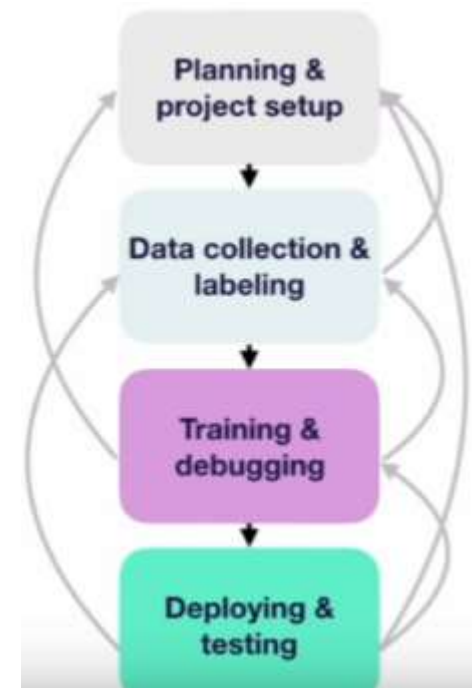 Planning &
project setup
Data collection &
labeling
Training &
debugging
Deploying &
testing